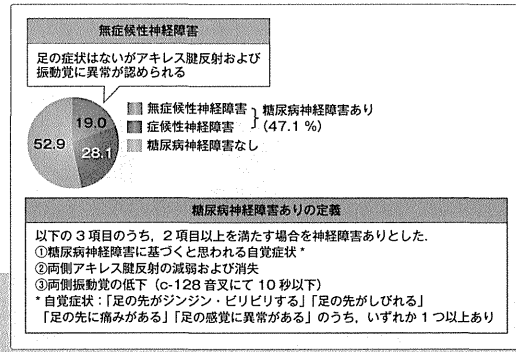 無症候性神経障害
足の症状はないがアキレス腱反射および
振動覚に異常が認められる
19.0
52.9
28.1
無症候性神経障害
症候性神経障害
糖尿病神経障害なし
糖尿病神経障害あり
(47.1 %)
糖尿病神経障害ありの定義
以下の3項目のうち,2項目以上を満たす場合を神経障害ありとした.
①糖尿病神経障害に基づくと思われる自覚症状 *
②両側アキレス腱反射の減弱および消失
③両側振動覚の低下(c-128 音叉にて 10 秒以下)
* 自覚症状:「足の先がジンジン・ピリピリする」「足の先がしびれる」
「足の先に痛みがある」「足の感覚に異常がある」のうち,いずれか 1 つ以上あり